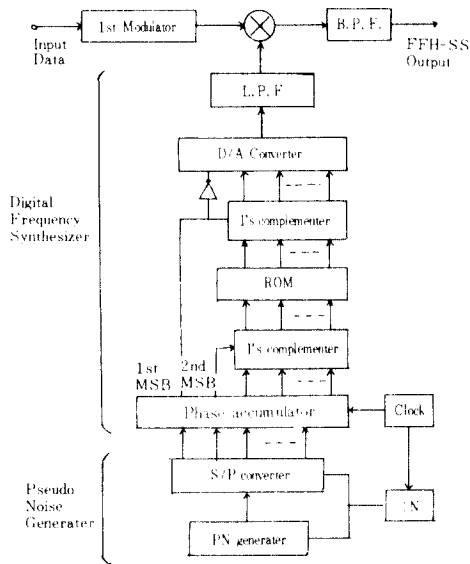 Input
Data
1st Modulator
B.P.F.
FFH-SS
Output
L.P.F
D/A Converter
Digital
Frequency
Synthesizer
1's complementer
ROM
1's complementer
1st
MSB
2nd
MSB
Phase accumulator
Clock
Pseudo
Noise
Generater
S/P converter
PN generater